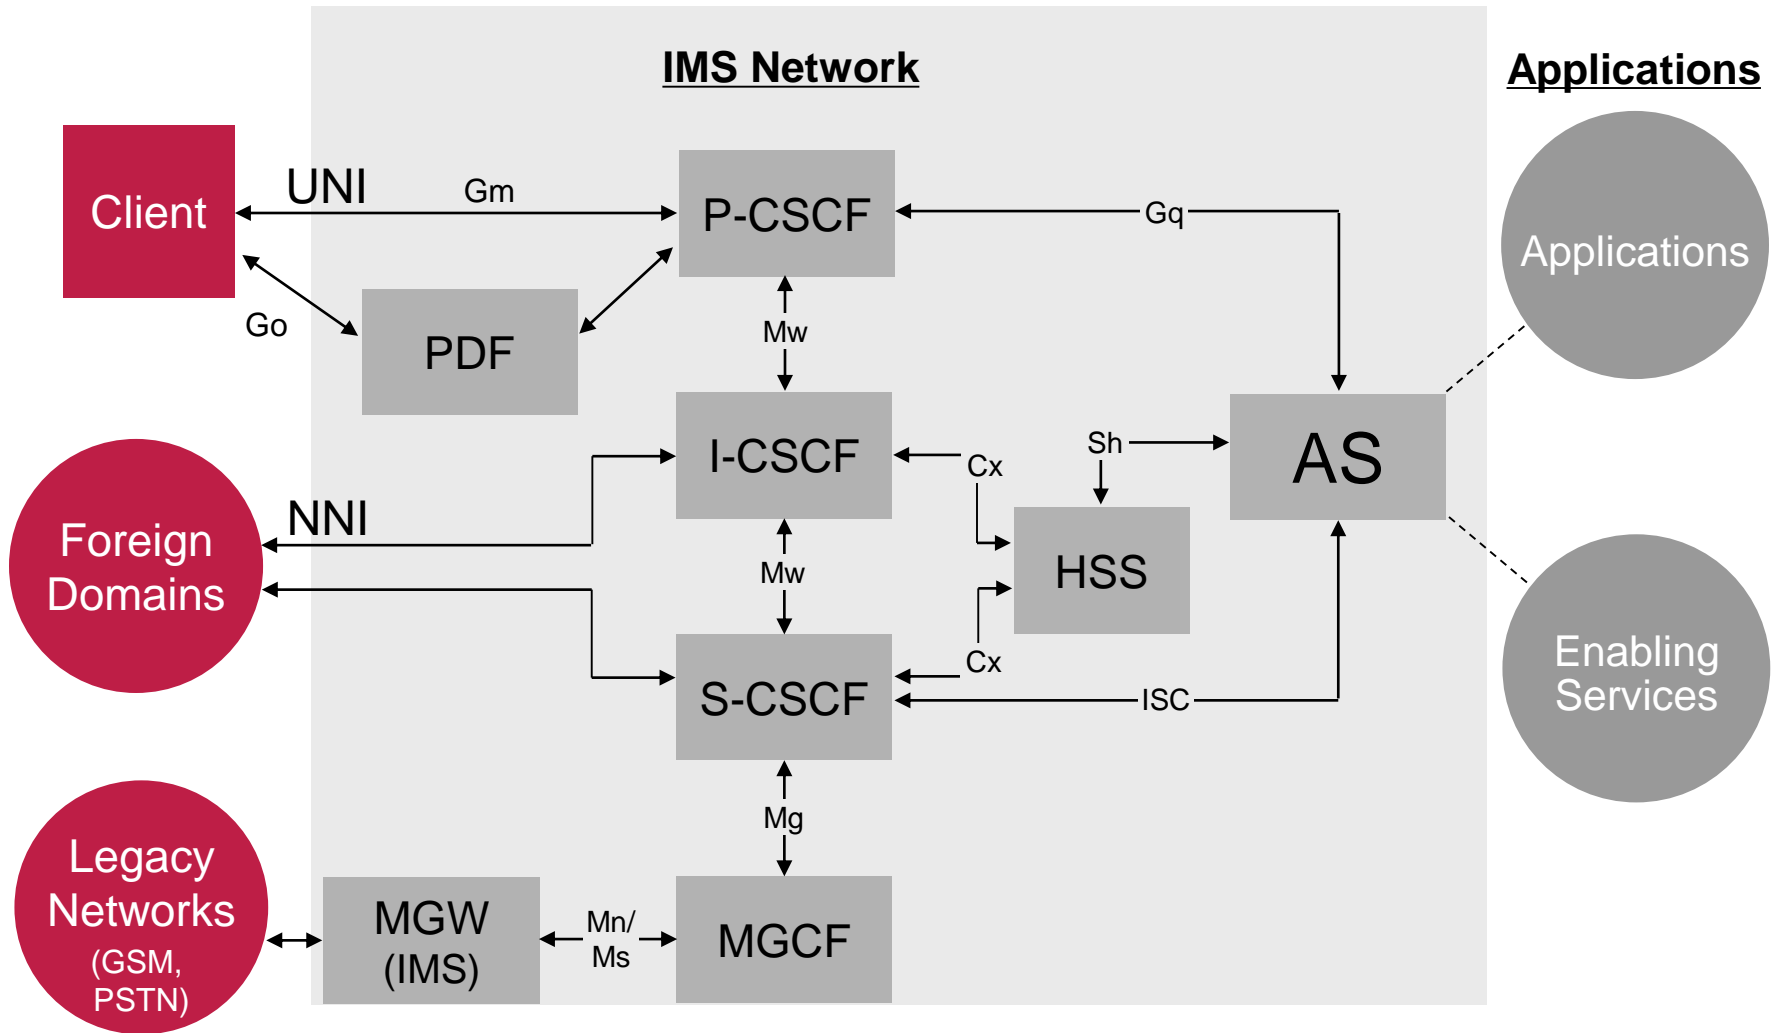 IMS Network
Applications
Client
UNI
Gm
P-CSCF
Gq
Applications
Go
PDF
Mw
I-CSCF
Cx
Sh
AS
Foreign
Domains
NNI
Mw
HSS
Cx
S-CSCF
ISC
Enabling
Services
Mg
Legacy
Networks
(GSM,
PSTN)
MGW
(IMS)
Mn/
Ms
MGCF